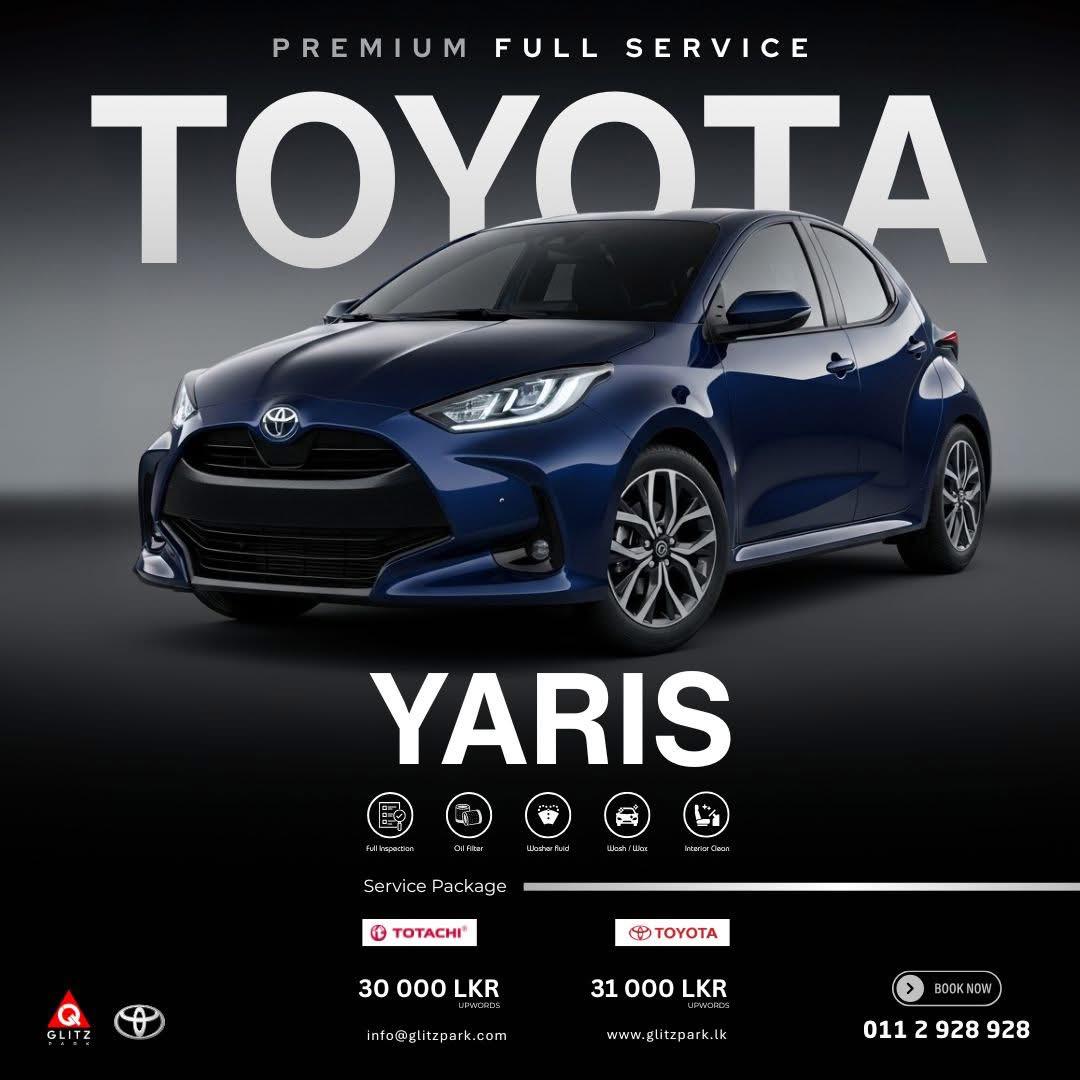 PREMIUM FULL SERVICE
TOYOTA
YARIS
Full Inspection
Oil Filter
Washer fluid
Wash / Wax
Interior Clean
Service Package
TOTACHI®
TOYOTA
30 000 LKR
UPWORDS
31 000 LKR
UPWORDS
BOOK NOW
GLITZ
PARK
info@glitzpark.com
www.glitzpark.lk
011 2 928 928